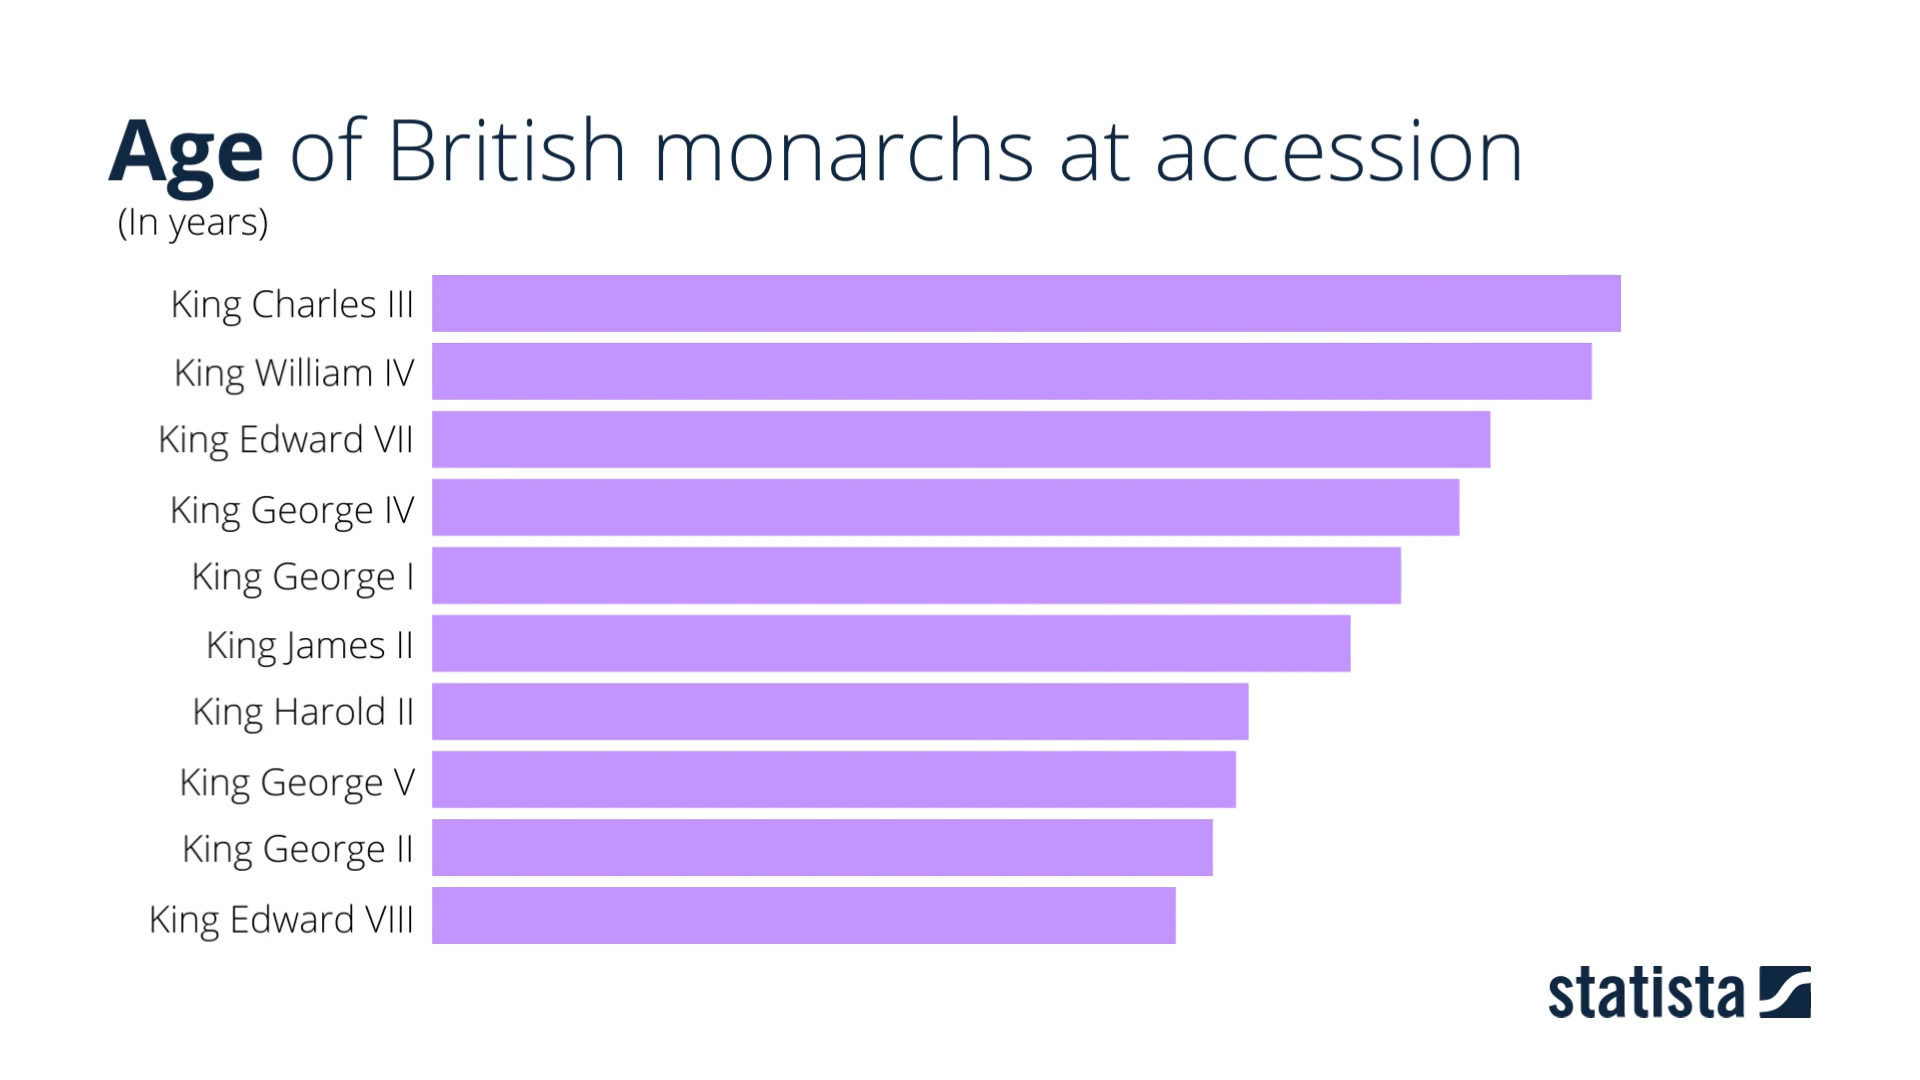 Age of British monarchs at accession
(In years)
King Charles III
King William IV
King Edward VII
King George IV
King George I
King James II
King Harold II
King George V
King George II
King Edward VIII
statista